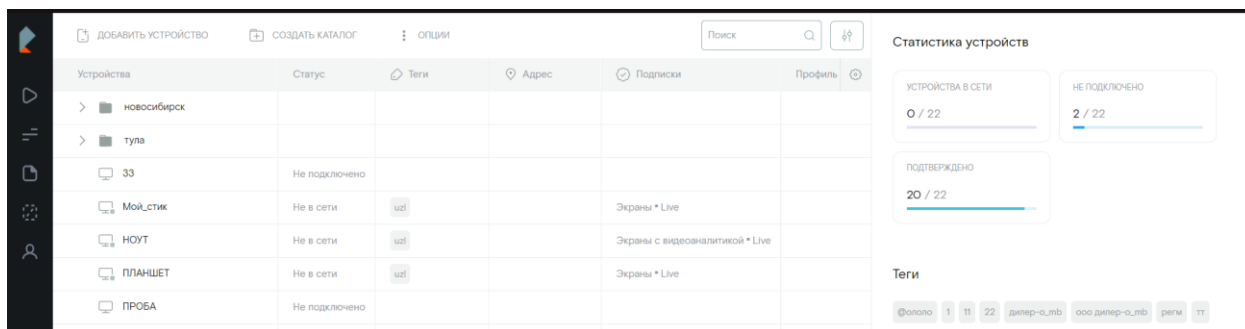 ДОБАВИТЬ УСТРОЙСТВО СОЗДАТЬ КАТАЛОГ ОПЦИИ Поиск
Устройства Статус Теги Адрес Подписки Профиль
новосибирск
тула
33 Не подключено
Мой_стик Не в сети uzl Экраны • Live
НОУТ Не в сети uzl Экраны с видеоаналитикой • Live
ПЛАНШЕТ Не в сети uzl Экраны • Live
ПРОБА Не подключено
Статистика устройств
УСТРОЙСТВА В СЕТИ НЕ ПОДКЛЮЧЕНО
0 / 22 2 / 22
ПОДТВЕРЖДЕНО
20 / 22
Теги
@ололо 1 11 22 дилер-о_mb ооо дилер-о_mb регм тт